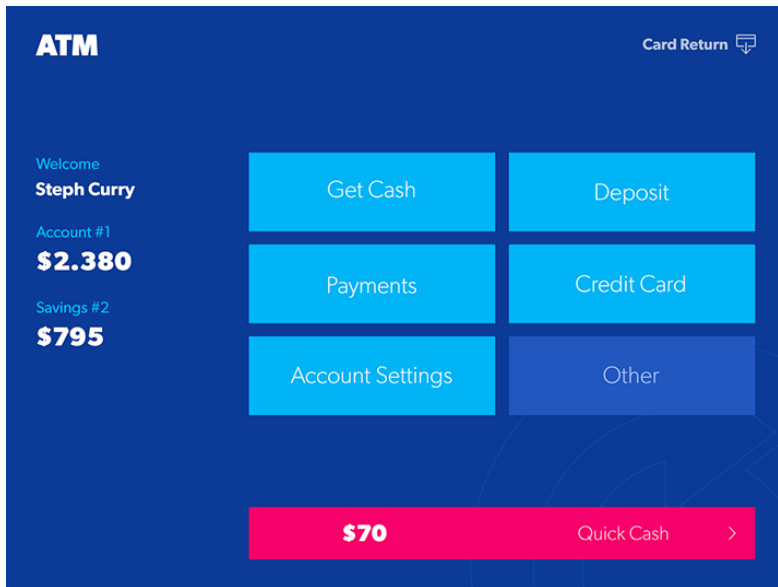 ATM
Card Return
Welcome
Steph Curry
Account #1
$2.380
Savings #2
$795
Get Cash
Deposit
Payments
Credit Card
Account Settings
Other
$70 Quick Cash